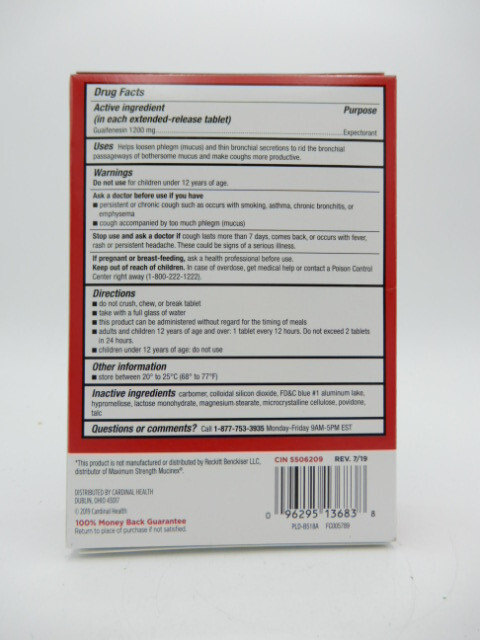 Drug Facts
Active ingredient Purpose
(in each extended-release tablet)
Guaifenesin 1200 mg Expectorant
Uses Helps loosen phlegm (mucus) and thin bronchial secretions to rid the bronchial
passageways of bothersome mucus and make coughs more productive.
Warnings
Do not use for children under 12 years of age.
Ask a doctor before use if you have
■ persistent or chronic cough such as occurs with smoking, asthma, chronic bronchitis, or
emphysema
■ cough accompanied by too much phlegm (mucus)
Stop use and ask a doctor if cough lasts more than 7 days, comes back, or occurs with fever,
rash or persistent headache. These could be signs of a serious illness.
If pregnant or breast-feeding, ask a health professional before use.
Keep out of reach of children. In case of overdose, get medical help or contact a Poison Control
Center right away (1-800-222-1222).
Directions
■ do not crush, chew, or break tablet
■ take with a full glass of water
■ this product can be administered without regard for the timing of meals
■ adults and children 12 years of age and over: 1 tablet every 12 hours. Do not exceed 2 tablets
in 24 hours.
■ children under 12 years of age: do not use
Other information
■ store between 20° to 25°C (68° to 77°F)
Inactive ingredients carbomer, colloidal silicon dioxide, FD&C blue #1 aluminum lake,
hypromellose, lactose monohydrate, magnesium stearate, microcrystalline cellulose, povidone,
talc
Questions or comments? Call 1-877-753-3935 Monday-Friday 9AM-5PM EST
*This product is not manufactured or distributed by Reckitt Benckiser LLC,
distributor of Maximum Strength Mucinex®.
DISTRIBUTED BY CARDINAL HEALTH
DUBLIN, OHIO 43017
© 2019 Cardinal Health
100% Money Back Guarantee
Return to place of purchase if not satisfied.
CIN 5506209 REV. 7/19
0 96295 13683 8
PLD-B518A FC005789